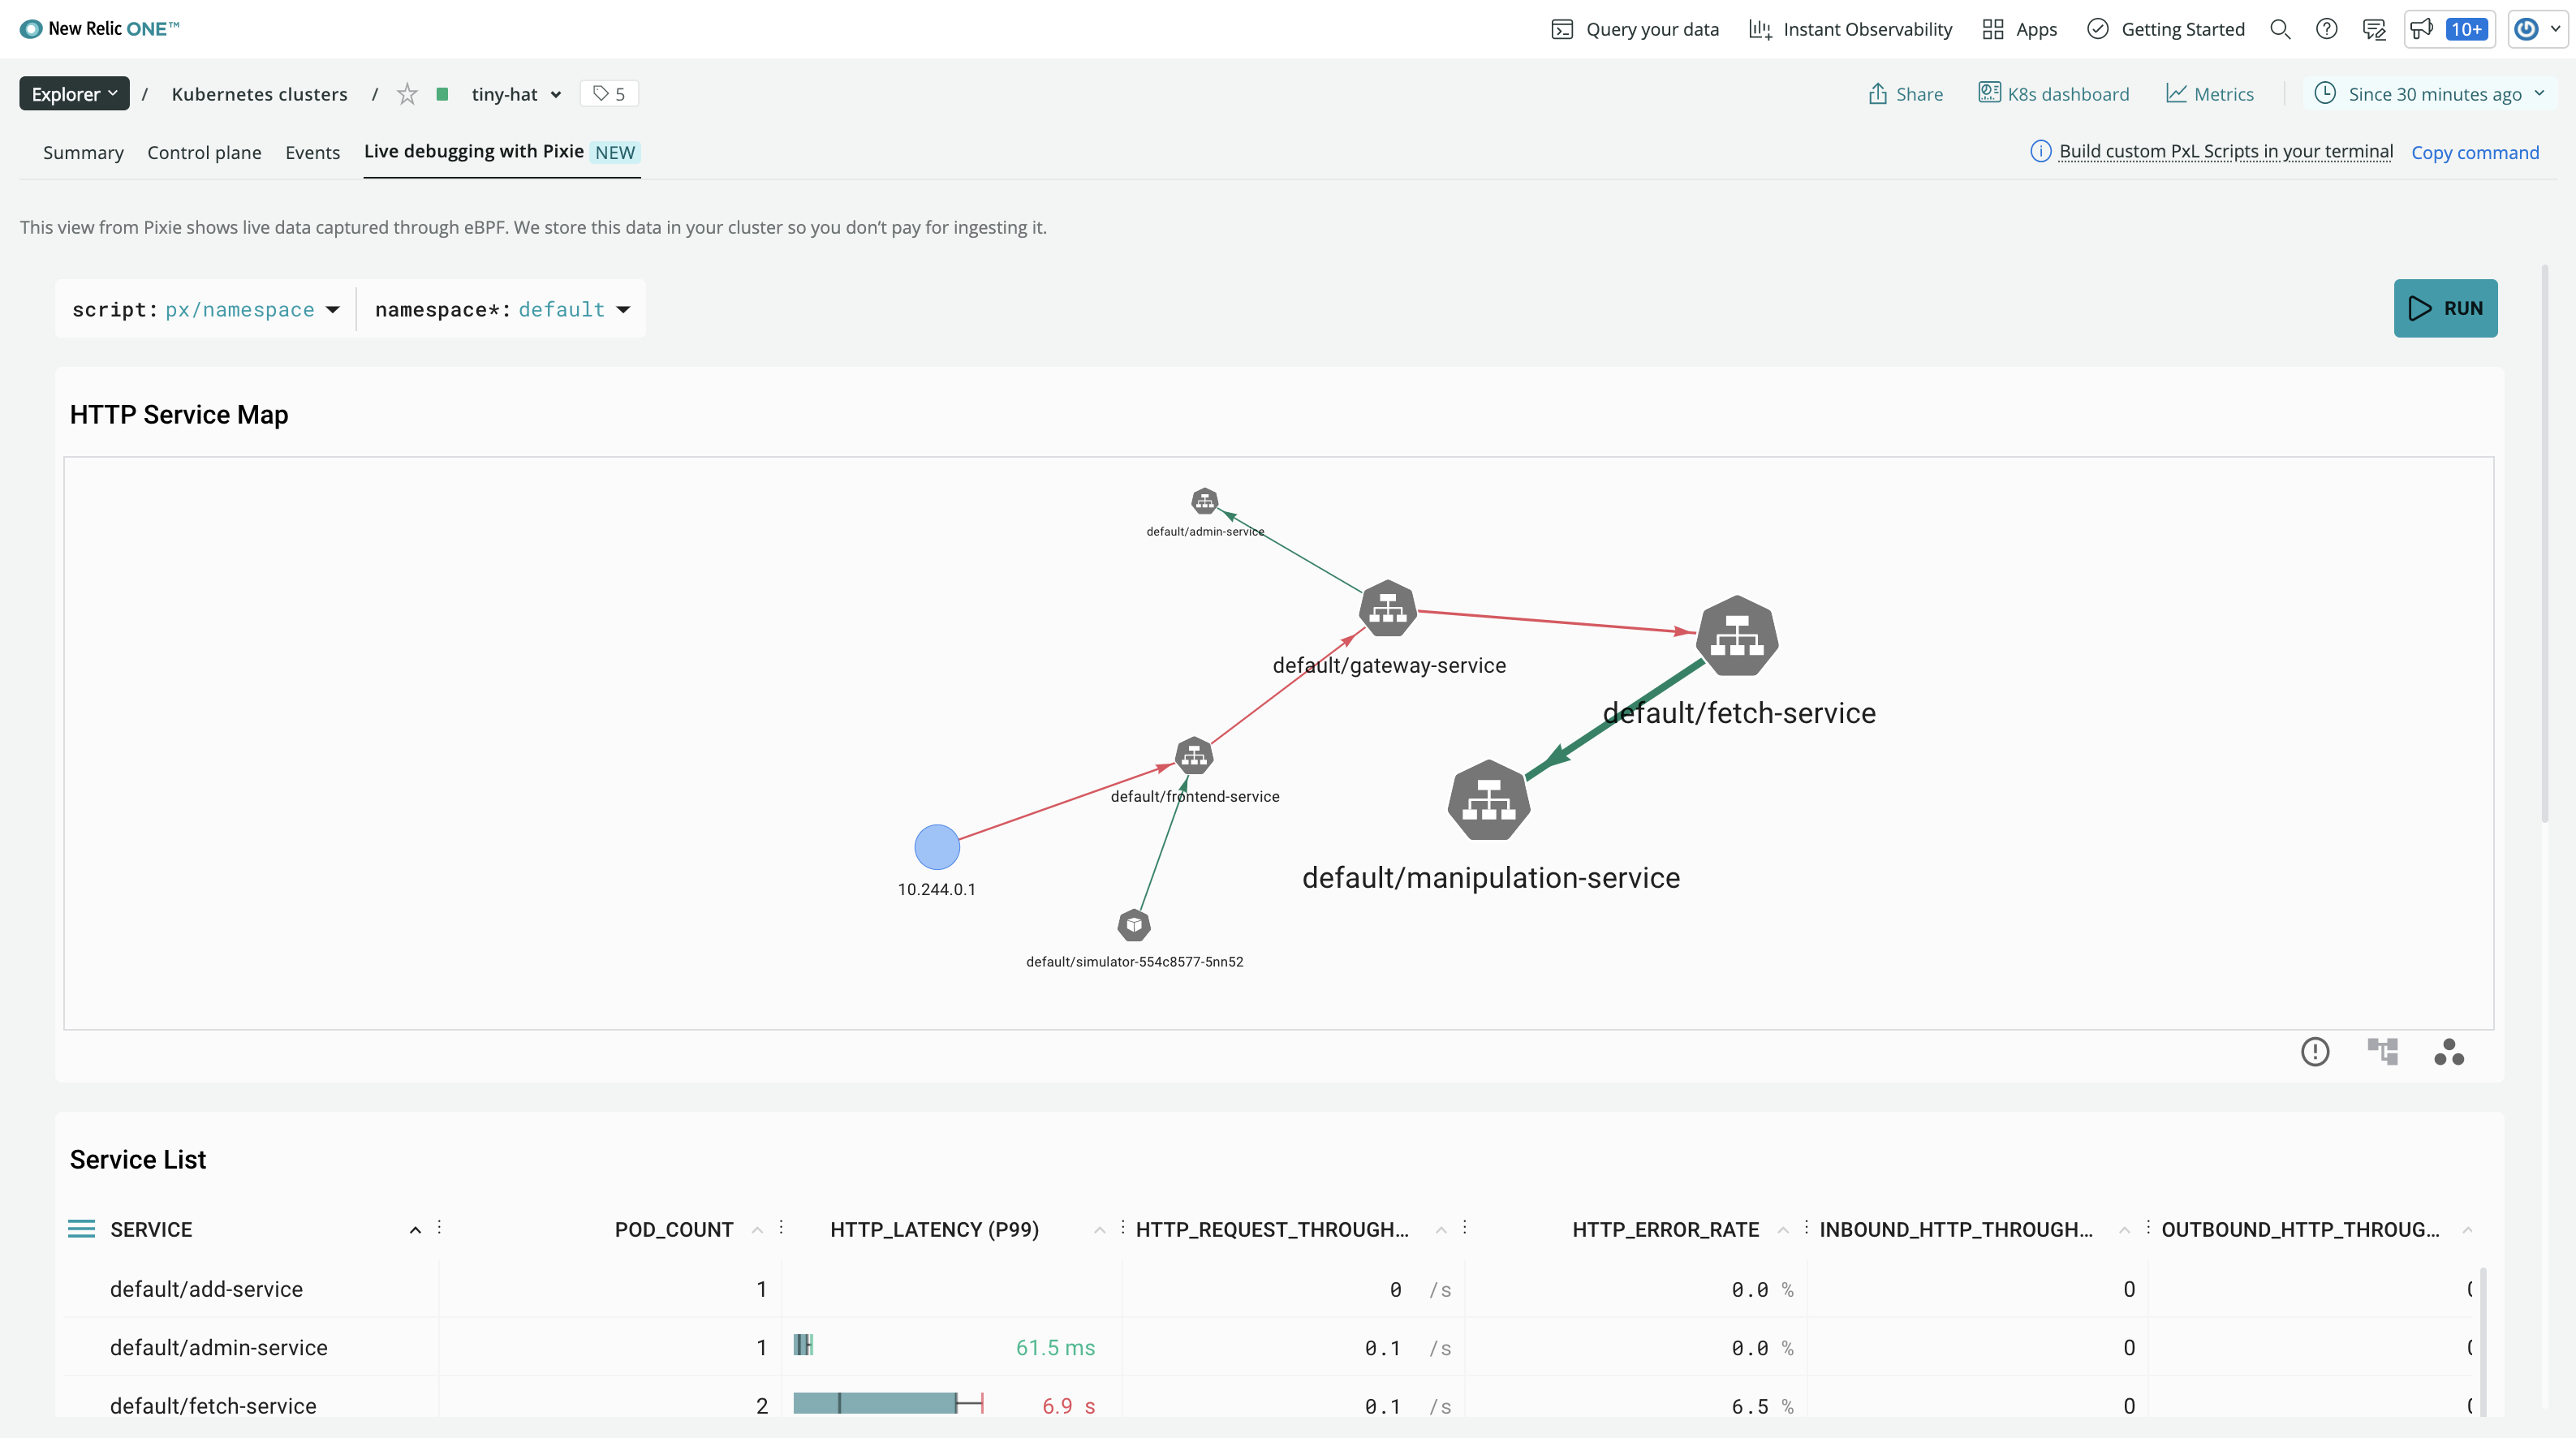 New Relic ONE™
Query your data
Instant Observability
Apps
Getting Started
10+
Explorer / Kubernetes clusters / tiny-hat 5
Share
K8s dashboard
Metrics
Since 30 minutes ago
Summary
Control plane
Events
Live debugging with Pixie NEW
Build custom PxL Scripts in your terminal
Copy command
This view from Pixie shows live data captured through eBPF. We store this data in your cluster so you don't pay for ingesting it.
script: px/namespace
namespace*: default
RUN
HTTP Service Map
default/admin-service
default/gateway-service
default/fetch-service
default/frontend-service
default/manipulation-service
10.244.0.1
default/simulator-554c8577-5nn52
Service List
SERVICE POD_COUNT HTTP_LATENCY (P99) HTTP_REQUEST_THROUGH... HTTP_ERROR_RATE INBOUND_HTTP_THROUGH... OUTBOUND_HTTP_THROUG...
default/add-service 1 0 /s 0.0 % 0
default/admin-service 1 61.5 ms 0.1 /s 0.0 % 0
default/fetch-service 2 6.9 s 0.1 /s 6.5 % 0